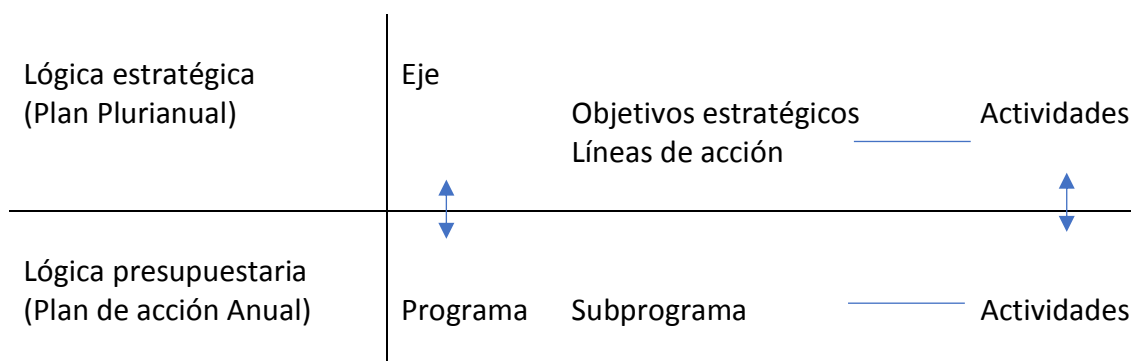 Lógica estratégica
(Plan Plurianual)
Eje
Objetivos estratégicos
Líneas de acción
Actividades
Lógica presupuestaria
(Plan de acción Anual)
Programa
Subprograma
Actividades